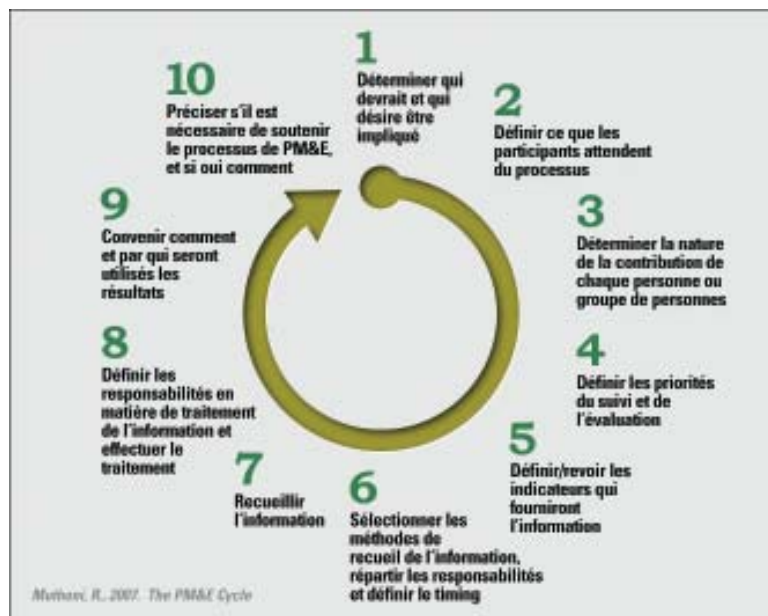 1
Déterminer qui
devrait et qui
désire être
impliqué
2
Définir ce que les
participants attendent
du processus
3
Déterminer la nature
de la contribution de
chaque personne ou
groupe de personnes
4
Définir les priorités
du suivi et de
l'évaluation
5
Définir/revoir les
indicateurs qui
fourniront
l'information
6
Sélectionner les
méthodes de
recueil de l'information,
répartir les responsabilités
et définir le timing
7
Recueillir
l'information
8
Définir les
responsabilités en
matière de traitement
de l'information et
effectuer le
traitement
9
Convenir comment
et par qui seront
utilisés les
résultats
10
Préciser s'il est
nécessaire de soutenir
le processus de PM&E,
et si oui comment
R., 2007. The PM&E Cycle